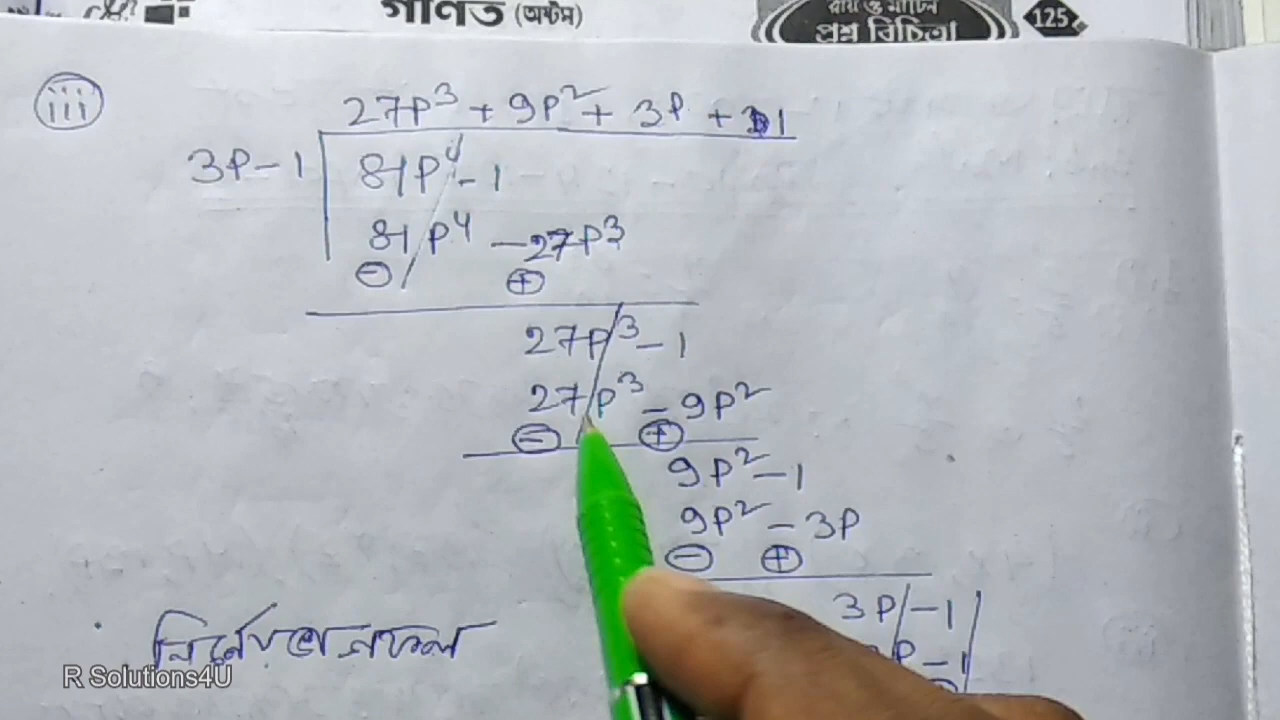 গণিত (অষ্টম)
প্রশ্ন বিচিত্রা
125
iii
27P³ + 9P² + 3P + 1
3P - 1
81P⁴ - 1
81P⁴ - 27P³
⊖ ⊕
27P³ - 1
27P³ - 9P²
⊖ ⊕
9P² - 1
9P² - 3P
⊖ ⊕
3P - 1
P - 1
নির্ণেয় ভাগফল
R Solutions4U